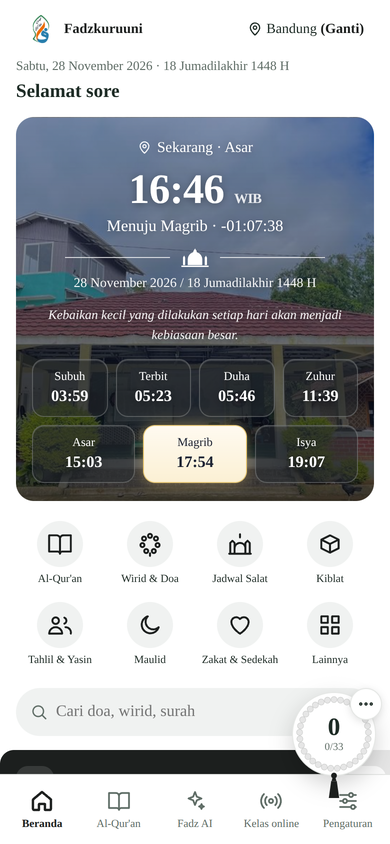 Fadzkuruuni
Bandung (Ganti)
Sabtu, 28 November 2026 · 18 Jumadilakhir 1448 H
Selamat sore
Sekarang · Asar
16:46 WIB
Menuju Magrib · -01:07:38
28 November 2026 / 18 Jumadilakhir 1448 H
Kebaikan kecil yang dilakukan setiap hari akan menjadi
kebiasaan besar.
Subuh Terbit Duha Zuhur
03:59 05:23 05:46 11:39
Asar Magrib Isya
15:03 17:54 19:07
Al-Qur'an Wirid & Doa Jadwal Salat Kiblat
Tahlil & Yasin Maulid Zakat & Sedekah Lainnya
Cari doa, wirid, surah
0
0/33
Beranda Al-Qur'an Fadz AI Kelas online Pengaturan